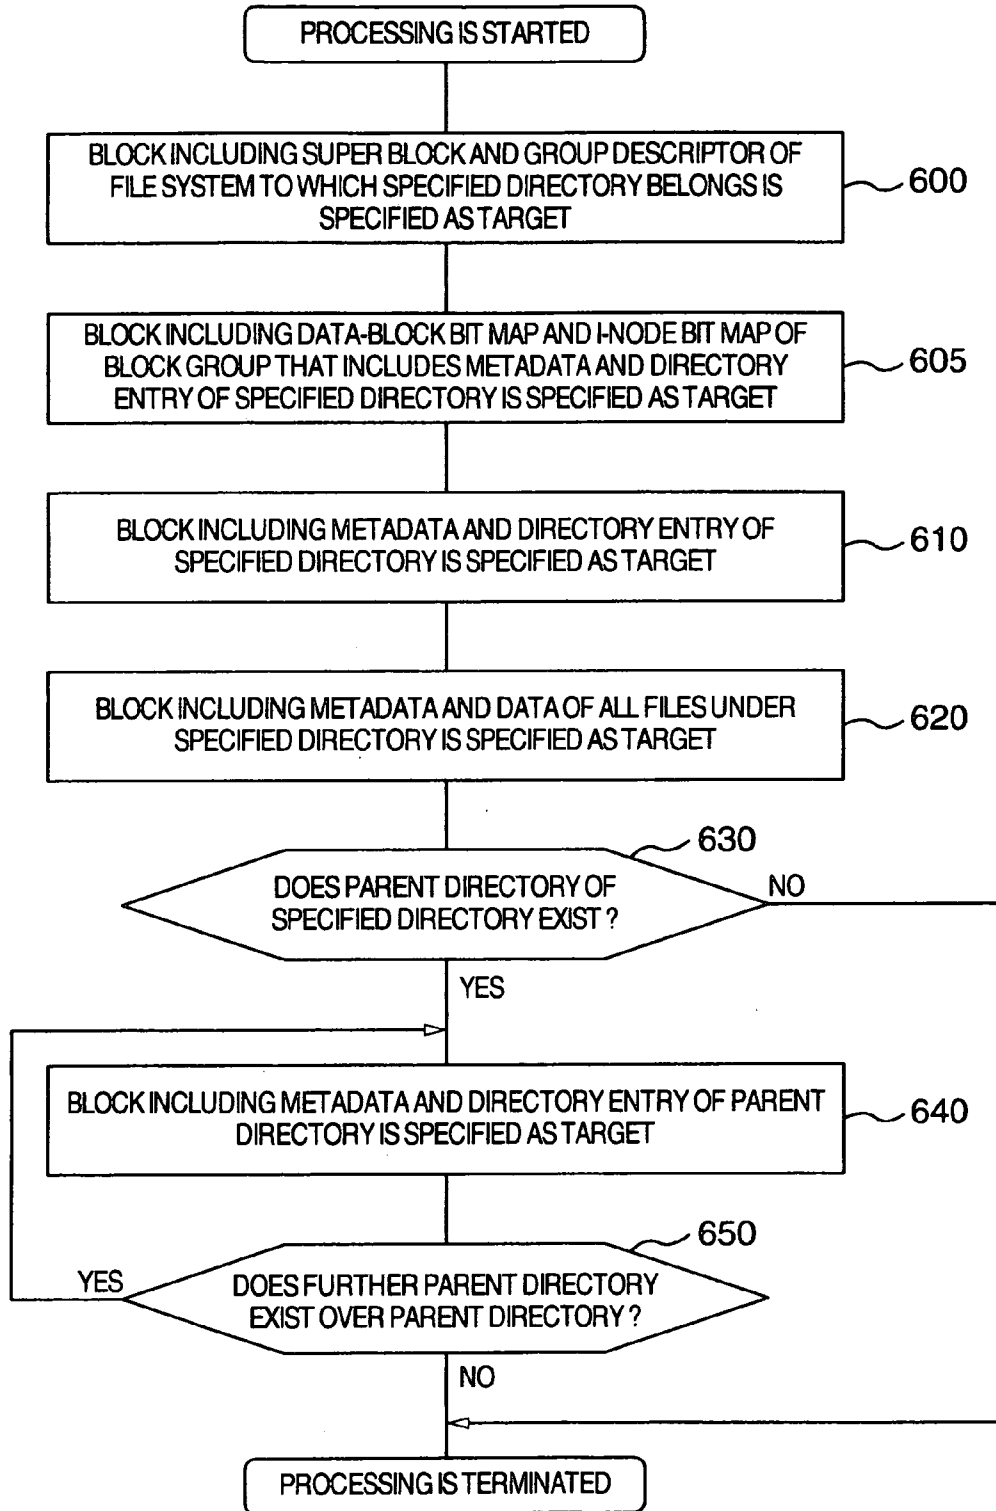 PROCESSING IS STARTED
BLOCK INCLUDING SUPER BLOCK AND GROUP DESCRIPTOR OF
FILE SYSTEM TO WHICH SPECIFIED DIRECTORY BELONGS IS
SPECIFIED AS TARGET
600
BLOCK INCLUDING DATA-BLOCK BIT MAP AND I-NODE BIT MAP OF
BLOCK GROUP THAT INCLUDES METADATA AND DIRECTORY
ENTRY OF SPECIFIED DIRECTORY IS SPECIFIED AS TARGET
605
BLOCK INCLUDING METADATA AND DIRECTORY ENTRY OF
SPECIFIED DIRECTORY IS SPECIFIED AS TARGET
610
BLOCK INCLUDING METADATA AND DATA OF ALL FILES UNDER
SPECIFIED DIRECTORY IS SPECIFIED AS TARGET
620
630
DOES PARENT DIRECTORY OF
SPECIFIED DIRECTORY EXIST ?
NO
YES
BLOCK INCLUDING METADATA AND DIRECTORY ENTRY OF PARENT
DIRECTORY IS SPECIFIED AS TARGET
640
650
YES
DOES FURTHER PARENT DIRECTORY
EXIST OVER PARENT DIRECTORY ?
NO
PROCESSING IS TERMINATED